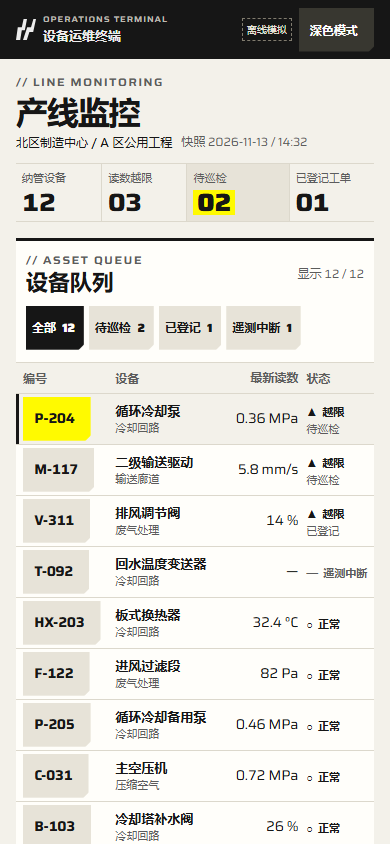 OPERATIONS TERMINAL
设备运维终端
离线模拟
深色模式
// LINE MONITORING
产线监控
北区制造中心 / A 区公用工程 快照 2026-11-13 / 14:32
纳管设备 读数越限 待巡检 已登记工单
12 03 02 01
// ASSET QUEUE
设备队列
显示 12 / 12
全部 12 待巡检 2 已登记 1 遥测中断 1
编号 设备 最新读数 状态
P-204 循环冷却泵 0.36 MPa ▲ 越限
冷却回路 待巡检
M-117 二级输送驱动 5.8 mm/s ▲ 越限
输送廊道 待巡检
V-311 排风调节阀 14 % ▲ 越限
废气处理 已登记
T-092 回水温度变送器 — — 遥测中断
冷却回路
HX-203 板式换热器 32.4 °C ○ 正常
冷却回路
F-122 进风过滤段 82 Pa ○ 正常
废气处理
P-205 循环冷却备用泵 0.46 MPa ○ 正常
冷却回路
C-031 主空压机 0.72 MPa ○ 正常
压缩空气
B-103 冷却塔补水阀 26 % ○ 正常
冷却回路